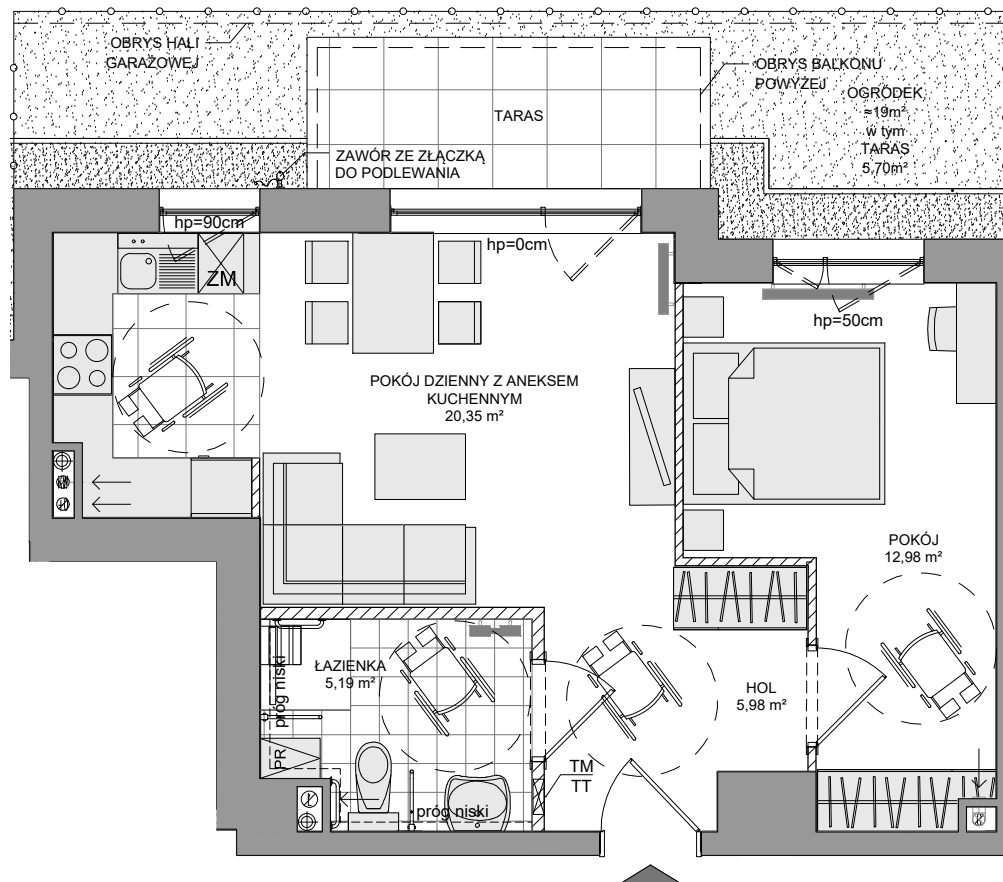 OBRYS HALI
GARAŻOWEJ
OBRYS BALKONU
POWYŻEJ
OGRÓDEK
≈19m²
w tym
TARAS
5,70m²
TARAS
ZAWÓR ZE ZŁĄCZKĄ
DO PODLEWANIA
hp=90cm
hp=0cm
ZM
hp=50cm
POKÓJ DZIENNY Z ANEKSEM
KUCHENNYM
20,35 m²
POKÓJ
12,98 m²
ŁAZIENKA
5,19 m²
próg niski
HOL
5,98 m²
PR
TM
TT
próg niski